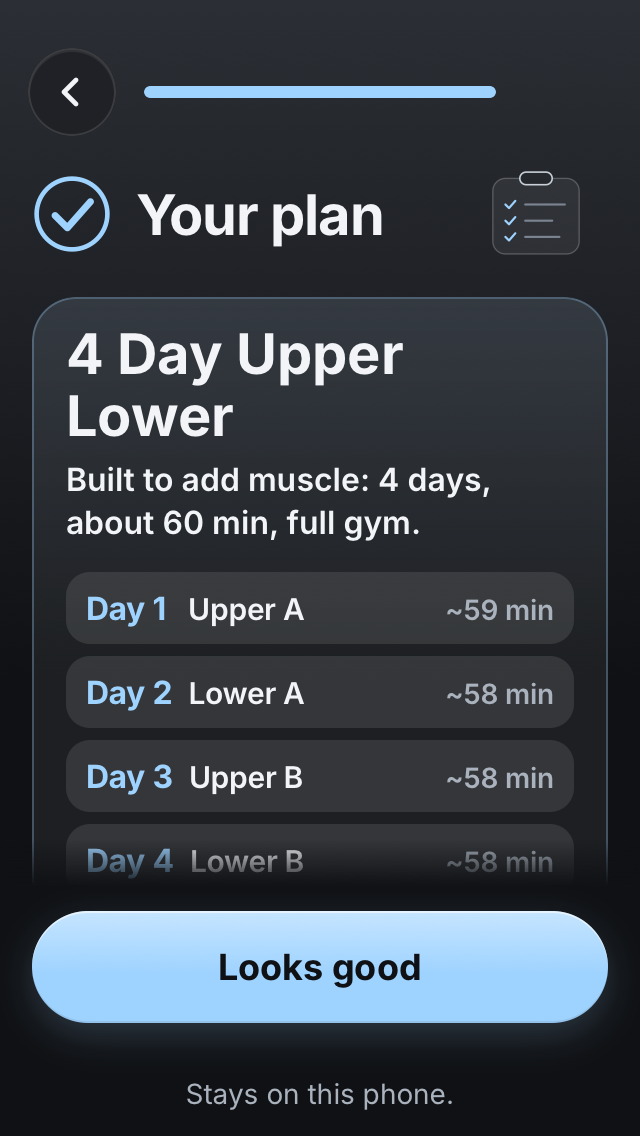 Your plan
4 Day Upper
Lower
Built to add muscle: 4 days,
about 60 min, full gym.
Day 1 Upper A ~59 min
Day 2 Lower A ~58 min
Day 3 Upper B ~58 min
Day 4 Lower B ~58 min
Looks good
Stays on this phone.